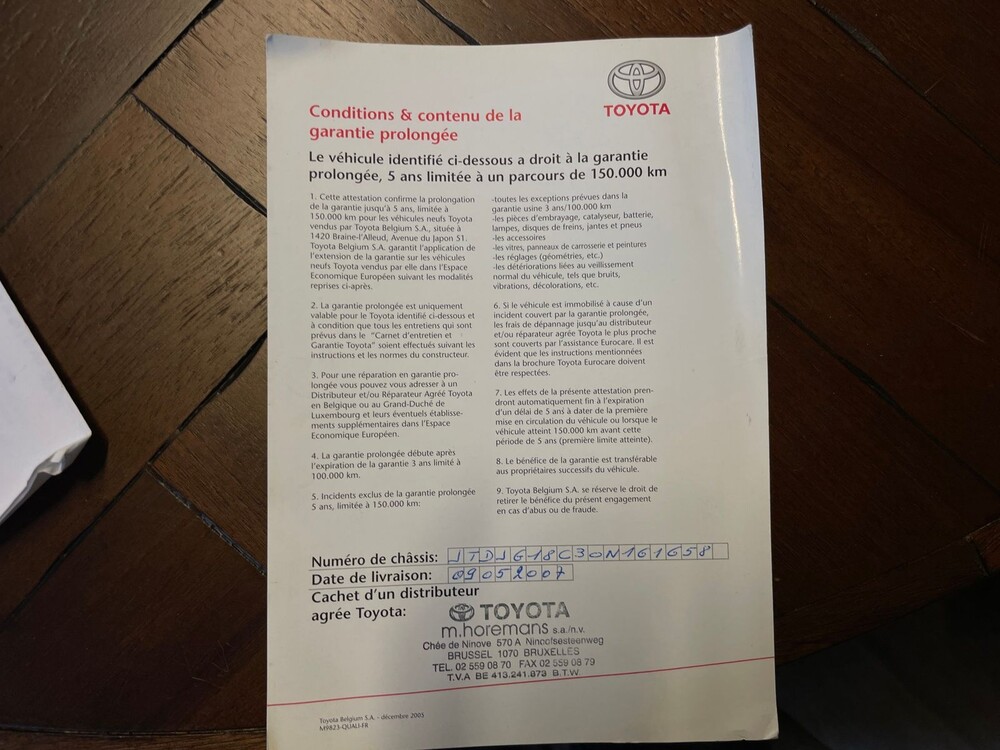 TOYOTA
Conditions & contenu de la
garantie prolongée
Le véhicule identifié ci-dessous a droit à la garantie
prolongée, 5 ans limitée à un parcours de 150.000 km
1. Cette attestation confirme la prolongation
de la garantie jusqu'à 5 ans, limitée à
150.000 km pour les véhicules neufs Toyota
vendus par Toyota Belgium S.A., située à
1420 Braine-l'Alleud, Avenue du Japon 51.
Toyota Belgium S.A. garantit l'application de
l'extension de la garantie sur les véhicules
neufs Toyota vendus par elle dans l'Espace
Economique Européen suivant les modalités
reprises ci-après.
2. La garantie prolongée est uniquement
valable pour le Toyota identifié ci-dessous et
à condition que tous les entretiens qui sont
prévus dans le "Carnet d'entretien et
Garantie Toyota" soient effectués suivant les
instructions et les normes du constructeur.
3. Pour une réparation en garantie pro-
longée vous pouvez vous adresser à un
Distributeur et/ou Réparateur Agréé Toyota
en Belgique ou au Grand-Duché de
Luxembourg et leurs éventuels établisse-
ments supplémentaires dans l'Espace
Economique Européen.
4. La garantie prolongée débute après
l'expiration de la garantie 3 ans limité à
100.000 km.
5. Incidents exclus de la garantie prolongée
5 ans, limitée à 150.000 km:
-toutes les exceptions prévues dans la
garantie usine 3 ans/100.000 km
-les pièces d'embrayage, catalyseur, batterie,
lampes, disques de freins, jantes et pneus
-les accessoires
-les vitres, panneaux de carrosserie et peintures
-les réglages (géométries, etc.)
-les détériorations liées au veillissement
normal du véhicule, tels que bruits,
vibrations, décolorations, etc.
6. Si le véhicule est immobilisé à cause d'un
incident couvert par la garantie prolongée,
les frais de dépannage jusqu'au distributeur
et/ou réparateur agréé Toyota le plus proche
sont couverts par l'assistance Eurocare. Il est
évident que les instructions mentionnées
dans la brochure Toyota Eurocare doivent
être respectées.
7. Les effets de la présente attestation pren-
dront automatiquement fin à l'expiration
d'un délai de 5 ans à dater de la première
mise en circulation du véhicule ou lorsque le
véhicule atteint 150.000 km avant cette
période de 5 ans (première limite atteinte).
8. Le bénéfice de la garantie est transférable
aus propriétaires successifs du véhicule.
9. Toyota Belgium S.A. se réserve le droit de
retirer le bénéfice du présent engagement
en cas d'abus ou de fraude.
Numéro de châssis: JTDJG18C30N161658
Date de livraison: 09052007
Cachet d'un distributeur
agrée Toyota:
TOYOTA
m.horemans s.a./n.v.
Chée de Ninove 570 A Ninoofsesteenweg
BRUSSEL 1070 BRUXELLES
TEL. 02 559 08 70 FAX 02 559 08 79
T.V.A BE 413.241.873 B.T.W.
Toyota Belgium S.A. - décembre 2005
M9823-QUALI-FR